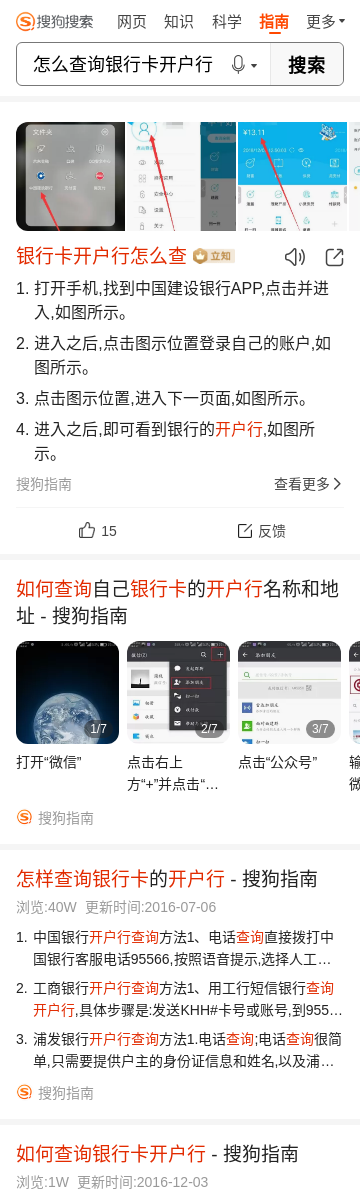 搜狗搜索 网页 知识 科学 指南 更多
怎么查询银行卡开户行 搜索
文件夹
¥13.11
银行卡开户行怎么查 立知
1. 打开手机,找到中国建设银行APP,点击并进
入,如图所示。
2. 进入之后,点击图示位置登录自己的账户,如
图所示。
3. 点击图示位置,进入下一页面,如图所示。
4. 进入之后,即可看到银行的开户行,如图所
示。
搜狗指南 查看更多
15 反馈
如何查询自己银行卡的开户行名称和地
址 - 搜狗指南
1/7 2/7 3/7
打开“微信” 点击右上 点击“公众号” 输
方“+”并点击“... 微
搜狗指南
怎样查询银行卡的开户行 - 搜狗指南
浏览:40W 更新时间:2016-07-06
1. 中国银行开户行查询方法1、电话查询直接拨打中
国银行客服电话95566,按照语音提示,选择人工...
2. 工商银行开户行查询方法1、用工行短信银行查询
开户行,具体步骤是:发送KHH#卡号或账号,到955...
3. 浦发银行开户行查询方法1.电话查询;电话查询很简
单,只需要提供户主的身份证信息和姓名,以及浦...
搜狗指南
如何查询银行卡开户行 - 搜狗指南
浏览:1W 更新时间:2016-12-03